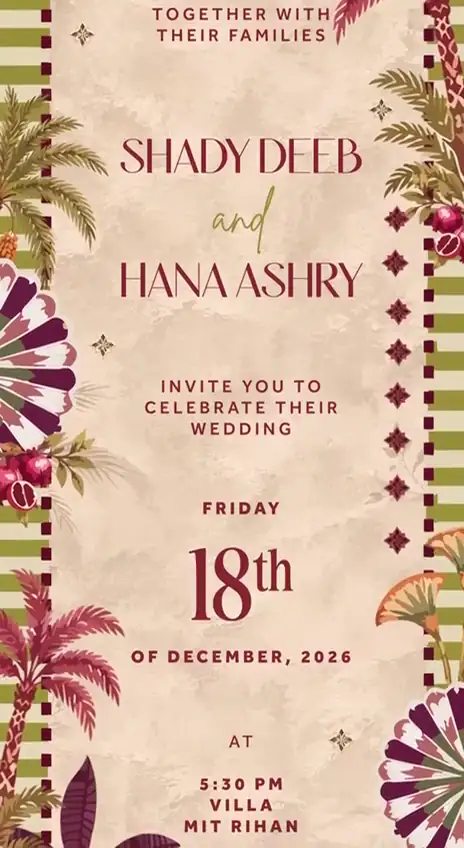 TOGETHER WITH
THEIR FAMILIES
SHADY DEEB
and
HANA ASHRY
INVITE YOU TO
CELEBRATE THEIR
WEDDING
FRIDAY
18th
OF DECEMBER, 2026
AT
5:30 PM
VILLA
MIT RIHAN